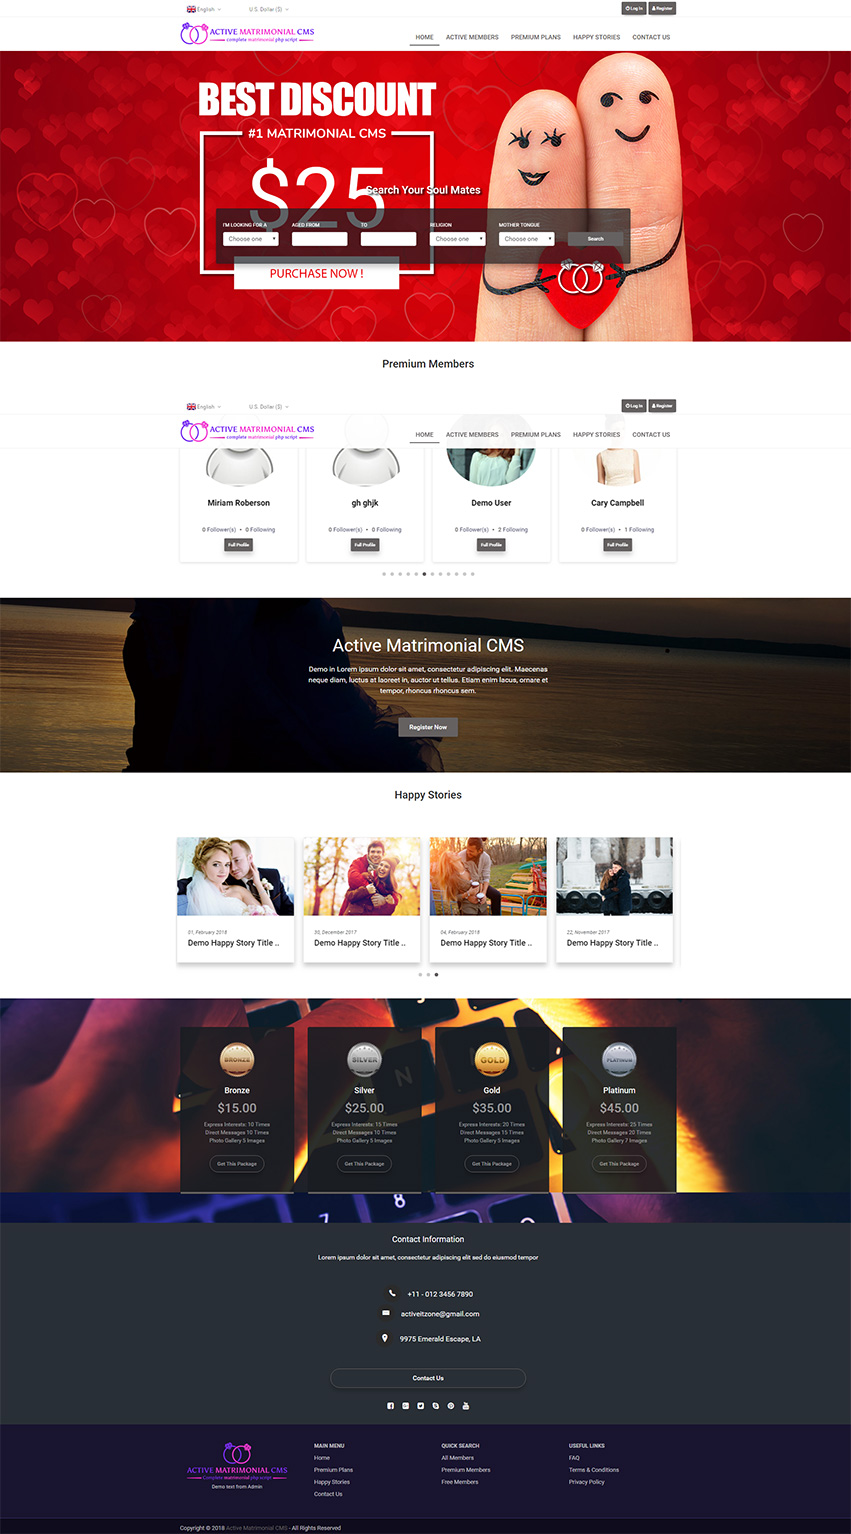 English
U.S. Dollar ($)
Log In
Register
ACTIVE MATRIMONIAL CMS
complete matrimonial php script
HOME
ACTIVE MEMBERS
PREMIUM PLANS
HAPPY STORIES
CONTACT US
BEST DISCOUNT
#1 MATRIMONIAL CMS
$25
Search Your Soul Mates
I'M LOOKING FOR A
AGED FROM
TO
RELIGION
MOTHER TONGUE
Choose one
Choose one
Choose one
Search
PURCHASE NOW !
Premium Members
English
U.S. Dollar ($)
Log In
Register
ACTIVE MATRIMONIAL CMS
complete matrimonial php script
HOME
ACTIVE MEMBERS
PREMIUM PLANS
HAPPY STORIES
CONTACT US
Miriam Roberson
gh ghjk
Demo User
Cary Campbell
0 Follower(s) • 0 Following
0 Follower(s) • 0 Following
0 Follower(s) • 2 Following
0 Follower(s) • 1 Following
Full Profile
Full Profile
Full Profile
Full Profile
Active Matrimonial CMS
Demo in Lorem ipsum dolor sit amet, consectetur adipiscing elit. Maecenas
neque diam, luctus at laoreet in, auctor ut tellus. Etiam enim lacus, ornare et
tempor, rhoncus rhoncus sem.
Register Now
Happy Stories
01, February 2018
30, December 2017
04, February 2018
22, November 2017
Demo Happy Story Title ..
Demo Happy Story Title ..
Demo Happy Story Title ..
Demo Happy Story Title ..
BRONZE
SILVER
GOLD
PLATINUM
Bronze
Silver
Gold
Platinum
$15.00
$25.00
$35.00
$45.00
Express Interests: 10 Times
Direct Messages 10 Times
Photo Gallery 5 Images
Express Interests: 15 Times
Direct Messages 10 Times
Photo Gallery 5 Images
Express Interests: 20 Times
Direct Messages 15 Times
Photo Gallery 6 Images
Express Interests: 25 Times
Direct Messages 20 Times
Photo Gallery 7 Images
Get This Package
Get This Package
Get This Package
Get This Package
N
7
8
9
Contact Information
Lorem ipsum dolor sit amet, consectetur adipiscing elit sed do eiusmod tempor
+11 - 012 3456 7890
activeitzone@gmail.com
9975 Emerald Escape, LA
Contact Us
ACTIVE MATRIMONIAL CMS
Complete matrimonial php script
Demo text from Admin
MAIN MENU
Home
Premium Plans
Happy Stories
Contact Us
QUICK SEARCH
All Members
Premium Members
Free Members
USEFUL LINKS
FAQ
Terms & Conditions
Privacy Policy
Copyright © 2018 Active Matrimonial CMS - All Rights Reserved